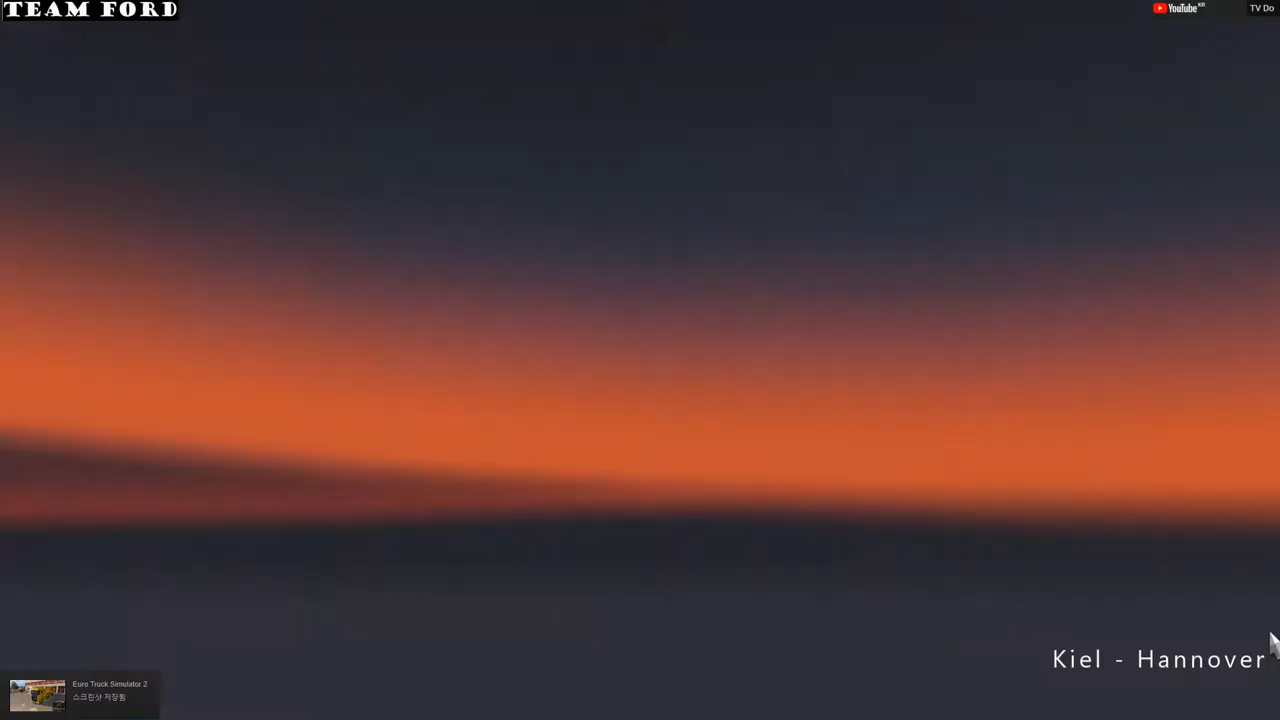 TEAM FORD
YouTube KR
TV Do
Kiel - Hannover
Euro Truck Simulator 2
스크린샷 저장됨